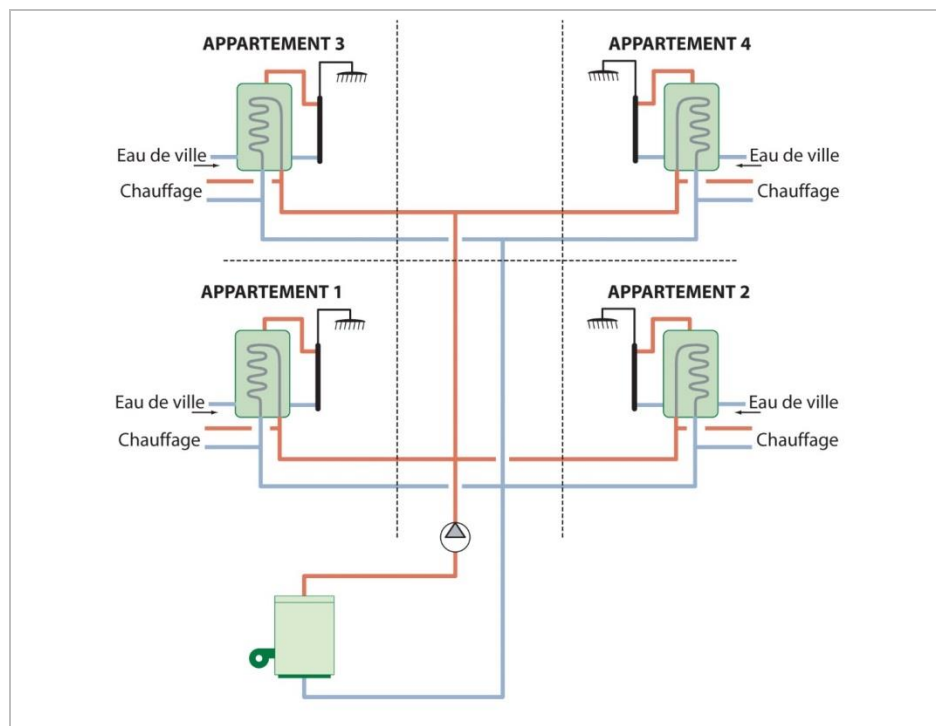 APPARTEMENT 3
APPARTEMENT 4
Eau de ville
Eau de ville
Chauffage
Chauffage
APPARTEMENT 1
APPARTEMENT 2
Eau de ville
Eau de ville
Chauffage
Chauffage